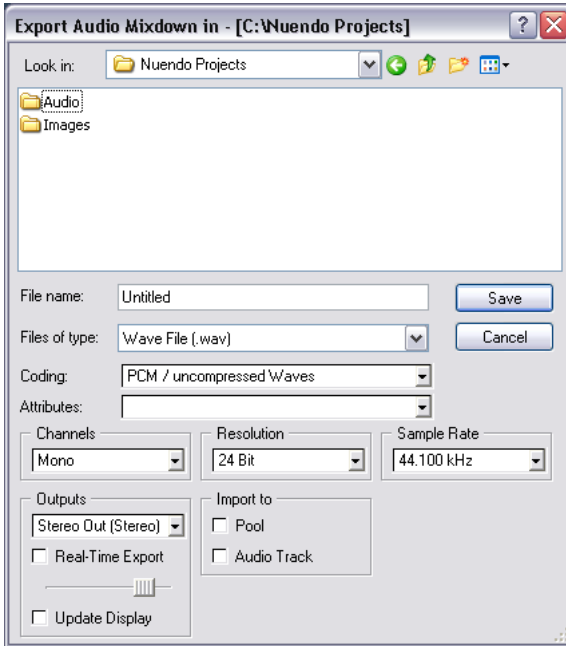 Export Audio Mixdown in - [C:\Nuendo Projects]
Look in: Nuendo Projects
Audio
Images
File name: Untitled Save
Files of type: Wave File (.wav) Cancel
Coding: PCM / uncompressed Waves
Attributes:
Channels Resolution Sample Rate
Mono 24 Bit 44.100 kHz
Outputs Import to
Stereo Out (Stereo) Pool
Real-Time Export Audio Track
Update Display